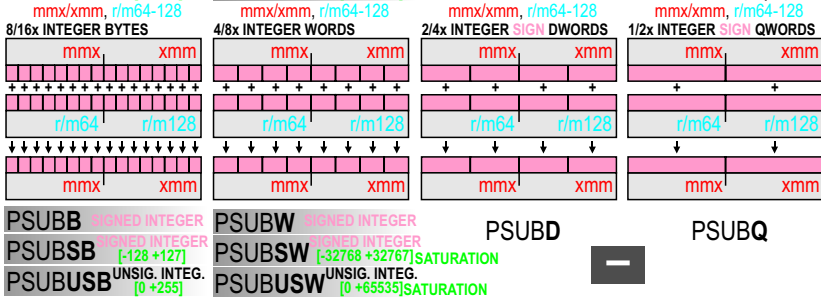 mmx/xmm, r/m64-128 mmx/xmm, r/m64-128 mmx/xmm, r/m64-128 mmx/xmm, r/m64-128
8/16x INTEGER BYTES 4/8x INTEGER WORDS 2/4x INTEGER SIGN DWORDS 1/2x INTEGER SIGN QWORDS
mmx xmm mmx xmm mmx xmm mmx xmm
+ + + + + + + + + + + + + + + + + + + + + + + + + + + + + +
r/m64 r/m128 r/m64 r/m128 r/m64 r/m128 r/m64 r/m128
mmx xmm mmx xmm mmx xmm mmx xmm
PSUBB SIGNED INTEGER PSUBW SIGNED INTEGER PSUBD PSUBQ
PSUBSB SIGNED INTEGER [-128 +127] PSUBSW SIGNED INTEGER [-32768 +32767] SATURATION
PSUBUSB UNSIG. INTEG. [0 +255] PSUBUSW UNSIG. INTEG. [0 +65535] SATURATION
−